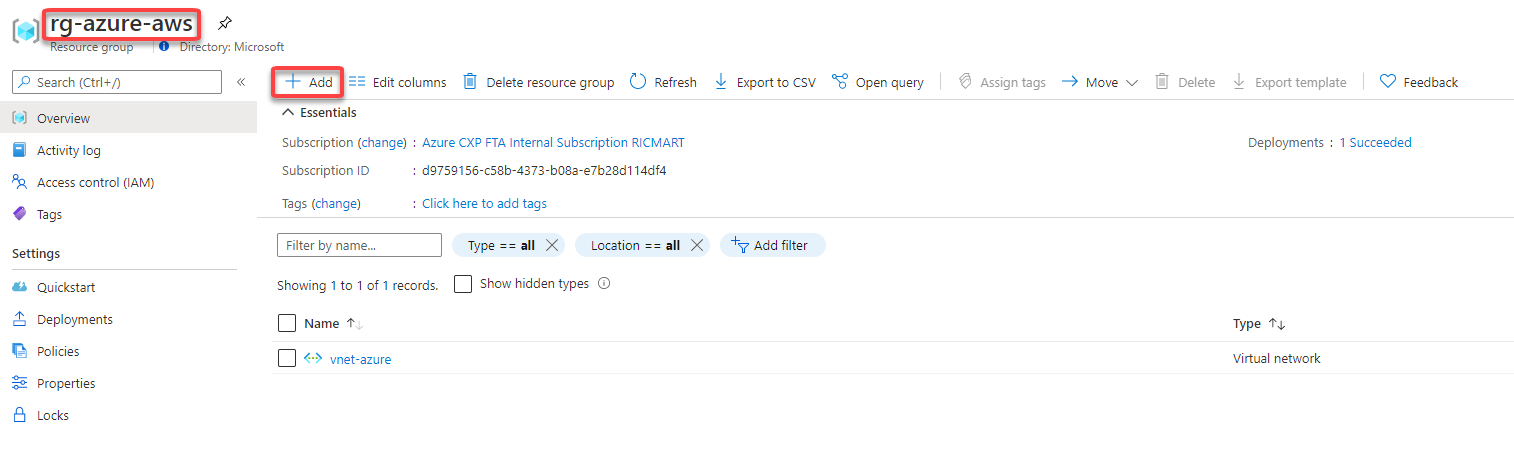 rg-azure-aws
Resource group Directory: Microsoft
Search (Ctrl+/) «
Add Edit columns Delete resource group Refresh Export to CSV Open query Assign tags Move Delete Export template Feedback
Overview
Activity log
Access control (IAM)
Tags
Settings
Quickstart
Deployments
Policies
Properties
Locks
Essentials
Subscription (change) : Azure CXP FTA Internal Subscription RICMART Deployments : 1 Succeeded
Subscription ID : d9759156-c58b-4373-b08a-e7b28d114df4
Tags (change) : Click here to add tags
Filter by name... Type == all Location == all Add filter
Showing 1 to 1 of 1 records. Show hidden types
Name Type
vnet-azure Virtual network